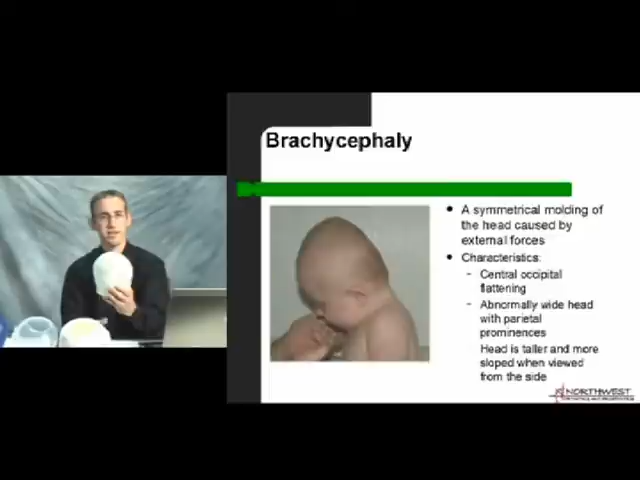 Brachycephaly
• A symmetrical molding of
the head caused by
external forces
• Characteristics:
– Central occipital
flattening
– Abnormally wide head
with parietal
prominences
Head is taller and more
sloped when viewed
from the side
NORTHWEST